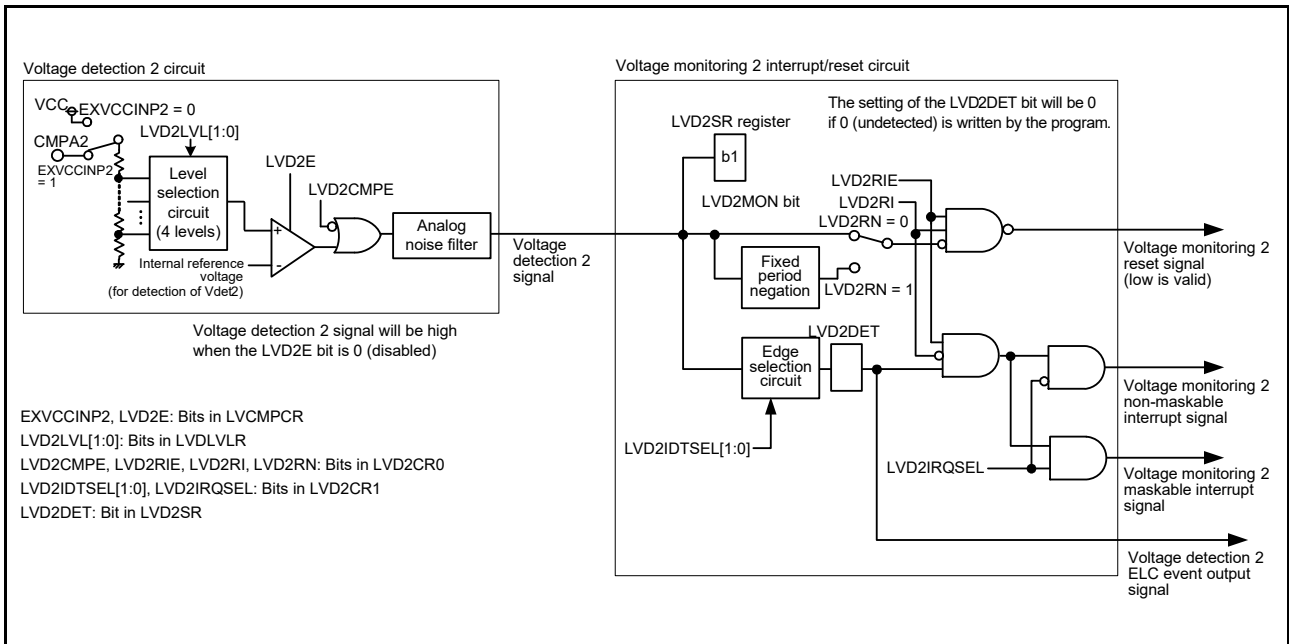 Voltage detection 2 circuit
VCC
EXVCCINP2 = 0
CMPA2
EXVCCINP2
= 1
LVD2LVL[1:0]
Level
selection
circuit
(4 levels)
Internal reference
voltage
(for detection of Vdet2)
LVD2E
+
-
LVD2CMPE
Analog
noise filter
Voltage
detection 2
signal
Voltage detection 2 signal will be high
when the LVD2E bit is 0 (disabled)
Voltage monitoring 2 interrupt/reset circuit
The setting of the LVD2DET bit will be 0
if 0 (undetected) is written by the program.
LVD2SR register
b1
LVD2MON bit
LVD2RIE
LVD2RI
LVD2RN = 0
Fixed
period
negation
LVD2RN = 1
LVD2DET
Edge
selection
circuit
LVD2IDTSEL[1:0]
LVD2IRQSEL
Voltage monitoring 2
reset signal
(low is valid)
Voltage monitoring 2
non-maskable
interrupt signal
Voltage monitoring 2
maskable interrupt
signal
Voltage detection 2
ELC event output
signal
EXVCCINP2, LVD2E: Bits in LVCMPCR
LVD2LVL[1:0]: Bits in LVDLVLR
LVD2CMPE, LVD2RIE, LVD2RI, LVD2RN: Bits in LVD2CR0
LVD2IDTSEL[1:0], LVD2IRQSEL: Bits in LVD2CR1
LVD2DET: Bit in LVD2SR